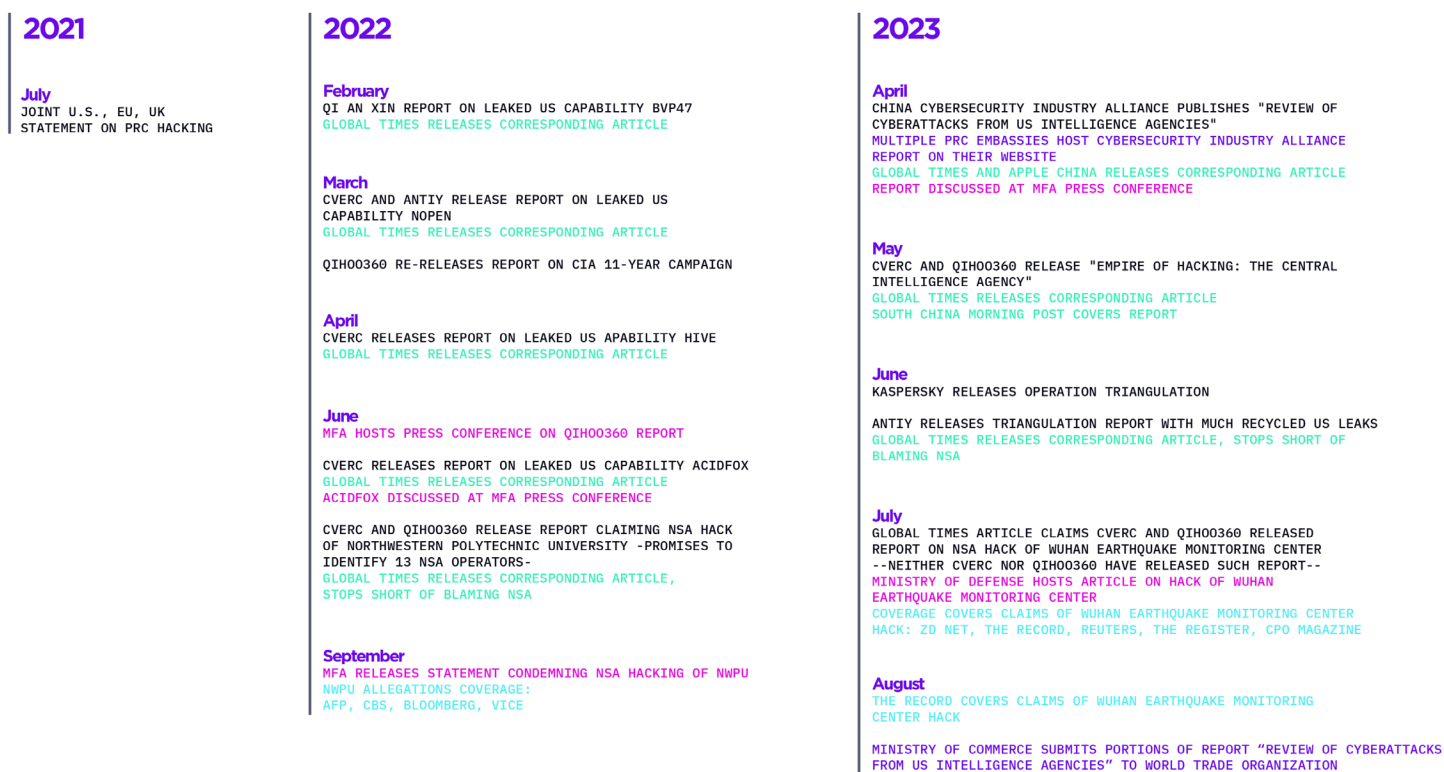 2021
July
JOINT U.S., EU, UK
STATEMENT ON PRC HACKING
2022
February
QI AN XIN REPORT ON LEAKED US CAPABILITY BVP47
GLOBAL TIMES RELEASES CORRESPONDING ARTICLE
March
CVERC AND ANTIY RELEASE REPORT ON LEAKED US
CAPABILITY NOPEN
GLOBAL TIMES RELEASES CORRESPONDING ARTICLE
QIHOO360 RE-RELEASES REPORT ON CIA 11-YEAR CAMPAIGN
April
CVERC RELEASES REPORT ON LEAKED US APABILITY HIVE
GLOBAL TIMES RELEASES CORRESPONDING ARTICLE
June
MFA HOSTS PRESS CONFERENCE ON QIHOO360 REPORT
CVERC RELEASES REPORT ON LEAKED US CAPABILITY ACIDFOX
GLOBAL TIMES RELEASES CORRESPONDING ARTICLE
ACIDFOX DISCUSSED AT MFA PRESS CONFERENCE
CVERC AND QIHOO360 RELEASE REPORT CLAIMING NSA HACK
OF NORTHWESTERN POLYTECHNIC UNIVERSITY -PROMISES TO
IDENTIFY 13 NSA OPERATORS-
GLOBAL TIMES RELEASES CORRESPONDING ARTICLE,
STOPS SHORT OF BLAMING NSA
September
MFA RELEASES STATEMENT CONDEMNING NSA HACKING OF NWPU
NWPU ALLEGATIONS COVERAGE:
AFP, CBS, BLOOMBERG, VICE
2023
April
CHINA CYBERSECURITY INDUSTRY ALLIANCE PUBLISHES "REVIEW OF
CYBERATTACKS FROM US INTELLIGENCE AGENCIES"
MULTIPLE PRC EMBASSIES HOST CYBERSECURITY INDUSTRY ALLIANCE
REPORT ON THEIR WEBSITE
GLOBAL TIMES AND APPLE CHINA RELEASES CORRESPONDING ARTICLE
REPORT DISCUSSED AT MFA PRESS CONFERENCE
May
CVERC AND QIHOO360 RELEASE "EMPIRE OF HACKING: THE CENTRAL
INTELLIGENCE AGENCY"
GLOBAL TIMES RELEASES CORRESPONDING ARTICLE
SOUTH CHINA MORNING POST COVERS REPORT
June
KASPERSKY RELEASES OPERATION TRIANGULATION
ANTIY RELEASES TRIANGULATION REPORT WITH MUCH RECYCLED US LEAKS
GLOBAL TIMES RELEASES CORRESPONDING ARTICLE, STOPS SHORT OF
BLAMING NSA
July
GLOBAL TIMES ARTICLE CLAIMS CVERC AND QIHOO360 RELEASED
REPORT ON NSA HACK OF WUHAN EARTHQUAKE MONITORING CENTER
--NEITHER CVERC NOR QIHOO360 HAVE RELEASED SUCH REPORT--
MINISTRY OF DEFENSE HOSTS ARTICLE ON HACK OF WUHAN
EARTHQUAKE MONITORING CENTER
COVERAGE COVERS CLAIMS OF WUHAN EARTHQUAKE MONITORING CENTER
HACK: ZD NET, THE RECORD, REUTERS, THE REGISTER, CPO MAGAZINE
August
THE RECORD COVERS CLAIMS OF WUHAN EARTHQUAKE MONITORING
CENTER HACK
MINISTRY OF COMMERCE SUBMITS PORTIONS OF REPORT “REVIEW OF CYBERATTACKS
FROM US INTELLIGENCE AGENCIES” TO WORLD TRADE ORGANIZATION